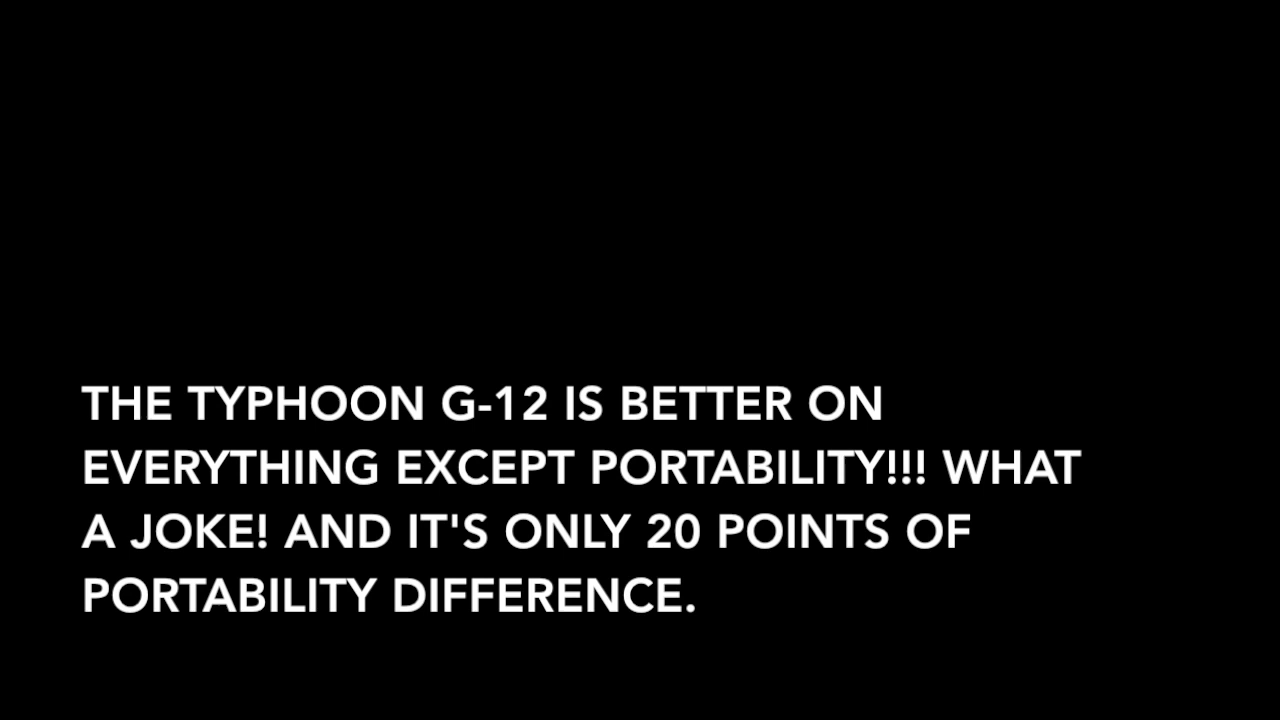 THE TYPHOON G-12 IS BETTER ON
EVERYTHING EXCEPT PORTABILITY!!! WHAT
A JOKE! AND IT'S ONLY 20 POINTS OF
PORTABILITY DIFFERENCE.